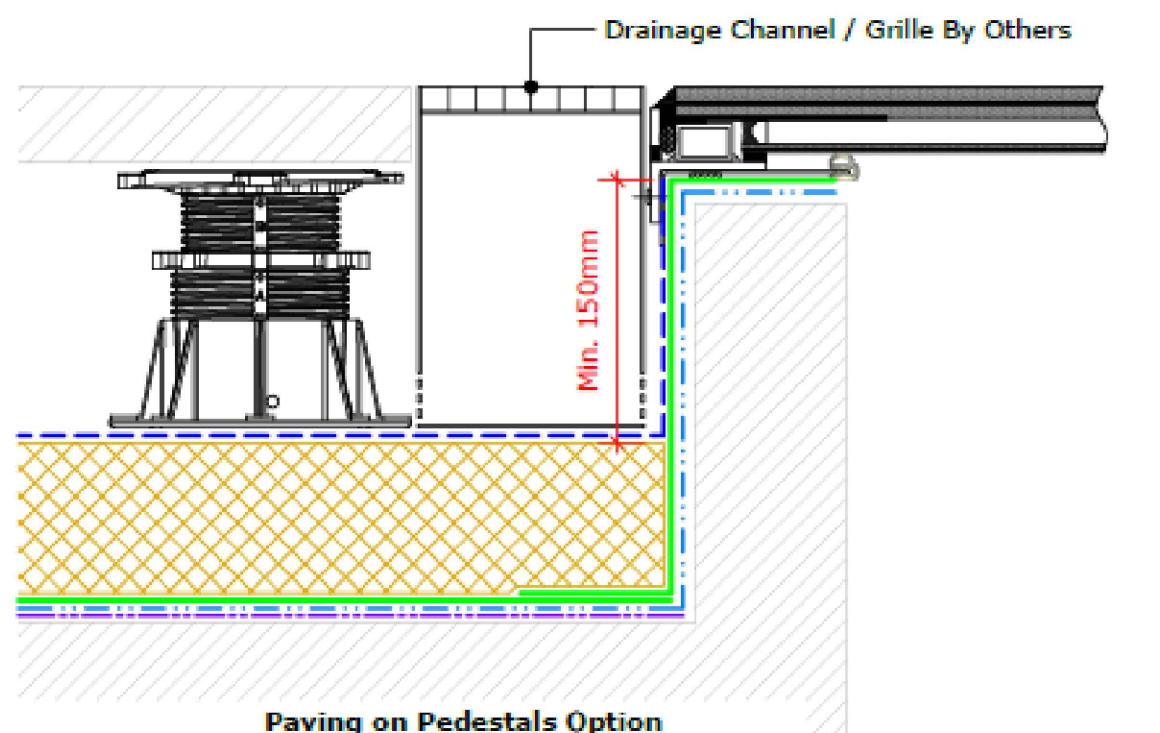 Drainage Channel / Grille By Others
Min. 150mm
Paving on Pedestals Option